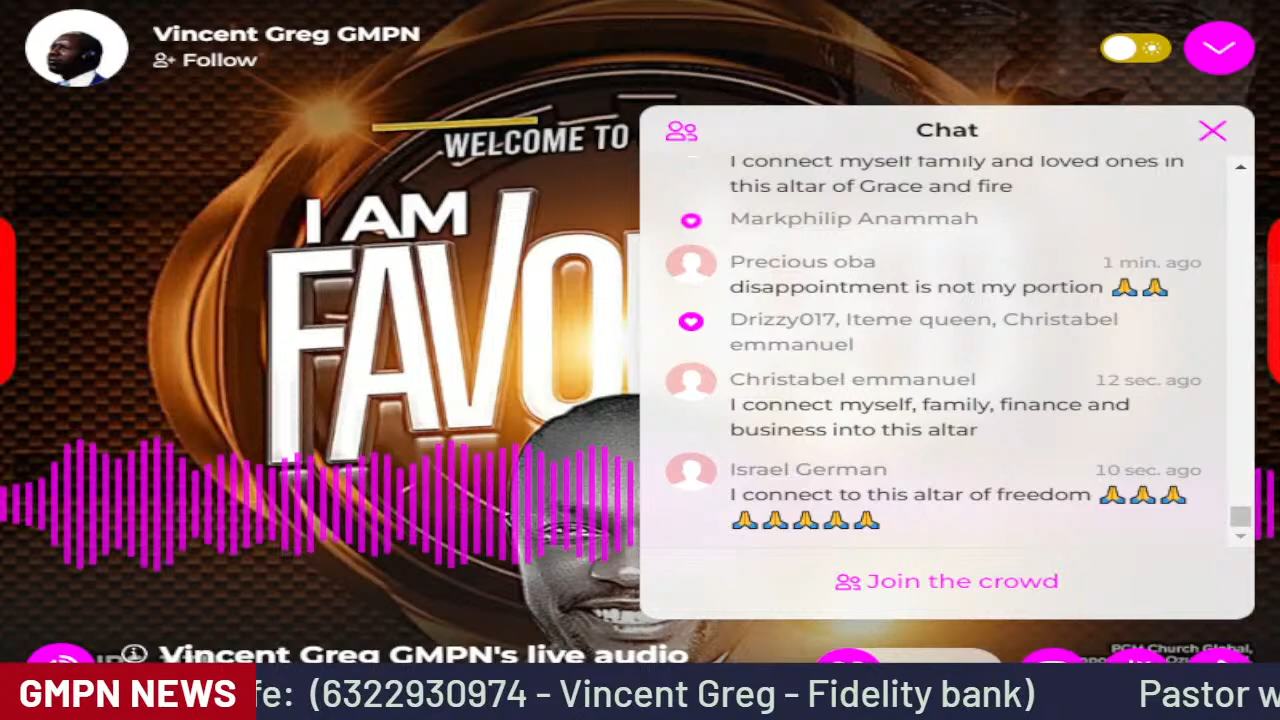 Vincent Greg GMPN
Follow
WELCOME TO
I AM
Chat
I connect myself family and loved ones in
this altar of Grace and fire
Markphilip Anammah
Precious oba 1 min. ago
disappointment is not my portion 🙏🙏
Drizzy017, Iteme queen, Christabel
emmanuel
Christabel emmanuel 12 sec. ago
I connect myself, family, finance and
business into this altar
Israel German 10 sec. ago
I connect to this altar of freedom 🙏🙏🙏
🙏🙏🙏🙏🙏
Join the crowd
Vincent Greg GMPN's live audio
PGM Church Global,
GMPN NEWS fe: (6322930974 - Vincent Greg - Fidelity bank) Pastor w